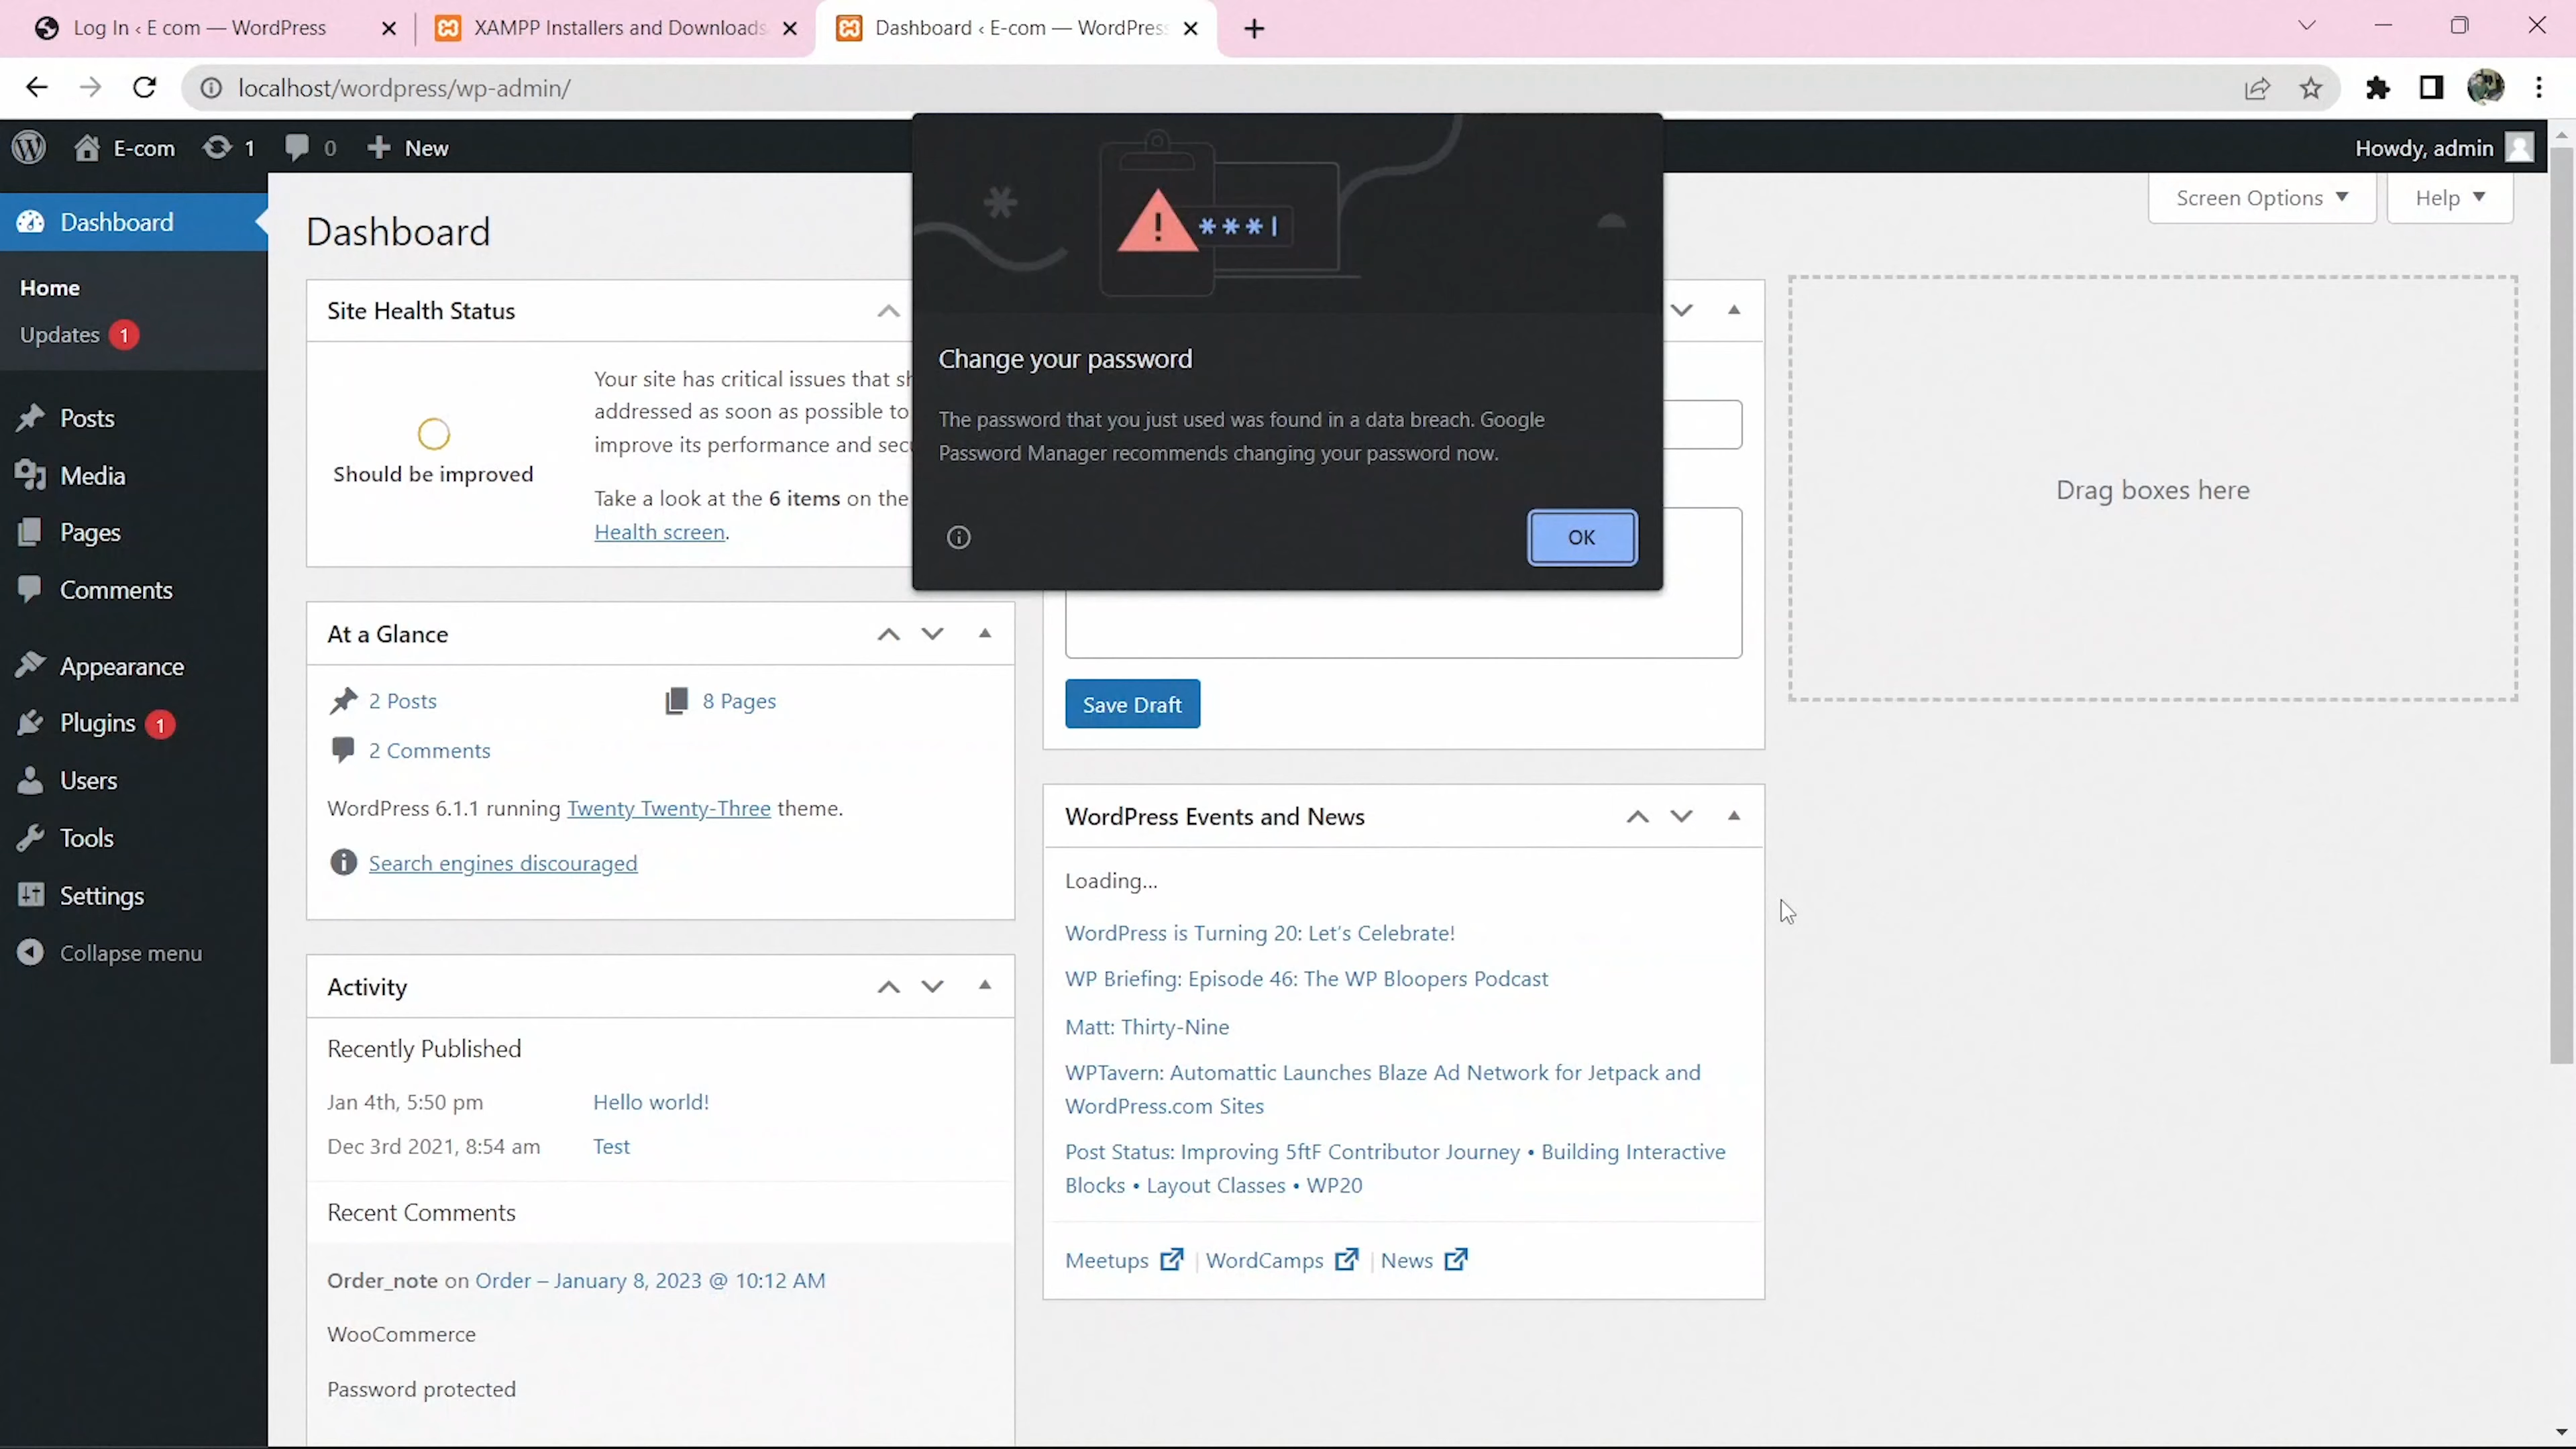 Log In ‹ E com — WordPress
XAMPP Installers and Downloads
Dashboard ‹ E-com — WordPress
localhost/wordpress/wp-admin/
E-com
1
0
New
Howdy, admin
Screen Options
Help
Dashboard
Home
Updates 1
Posts
Media
Pages
Comments
Appearance
Plugins 1
Users
Tools
Settings
Collapse menu
Dashboard
Site Health Status
Should be improved
Your site has critical issues that
addressed as soon as possible to
improve its performance and
Take a look at the 6 items on the
Health screen.
At a Glance
2 Posts
8 Pages
2 Comments
WordPress 6.1.1 running Twenty Twenty-Three theme.
Search engines discouraged
Activity
Recently Published
Jan 4th, 5:50 pm Hello world!
Dec 3rd 2021, 8:54 am Test
Recent Comments
Order_note on Order – January 8, 2023 @ 10:12 AM
WooCommerce
Password protected
***|
Change your password
The password that you just used was found in a data breach. Google
Password Manager recommends changing your password now.
OK
Save Draft
WordPress Events and News
Loading...
WordPress is Turning 20: Let's Celebrate!
WP Briefing: Episode 46: The WP Bloopers Podcast
Matt: Thirty-Nine
WPTavern: Automattic Launches Blaze Ad Network for Jetpack and
WordPress.com Sites
Post Status: Improving 5ftF Contributor Journey • Building Interactive
Blocks • Layout Classes • WP20
Meetups | WordCamps | News
Drag boxes here